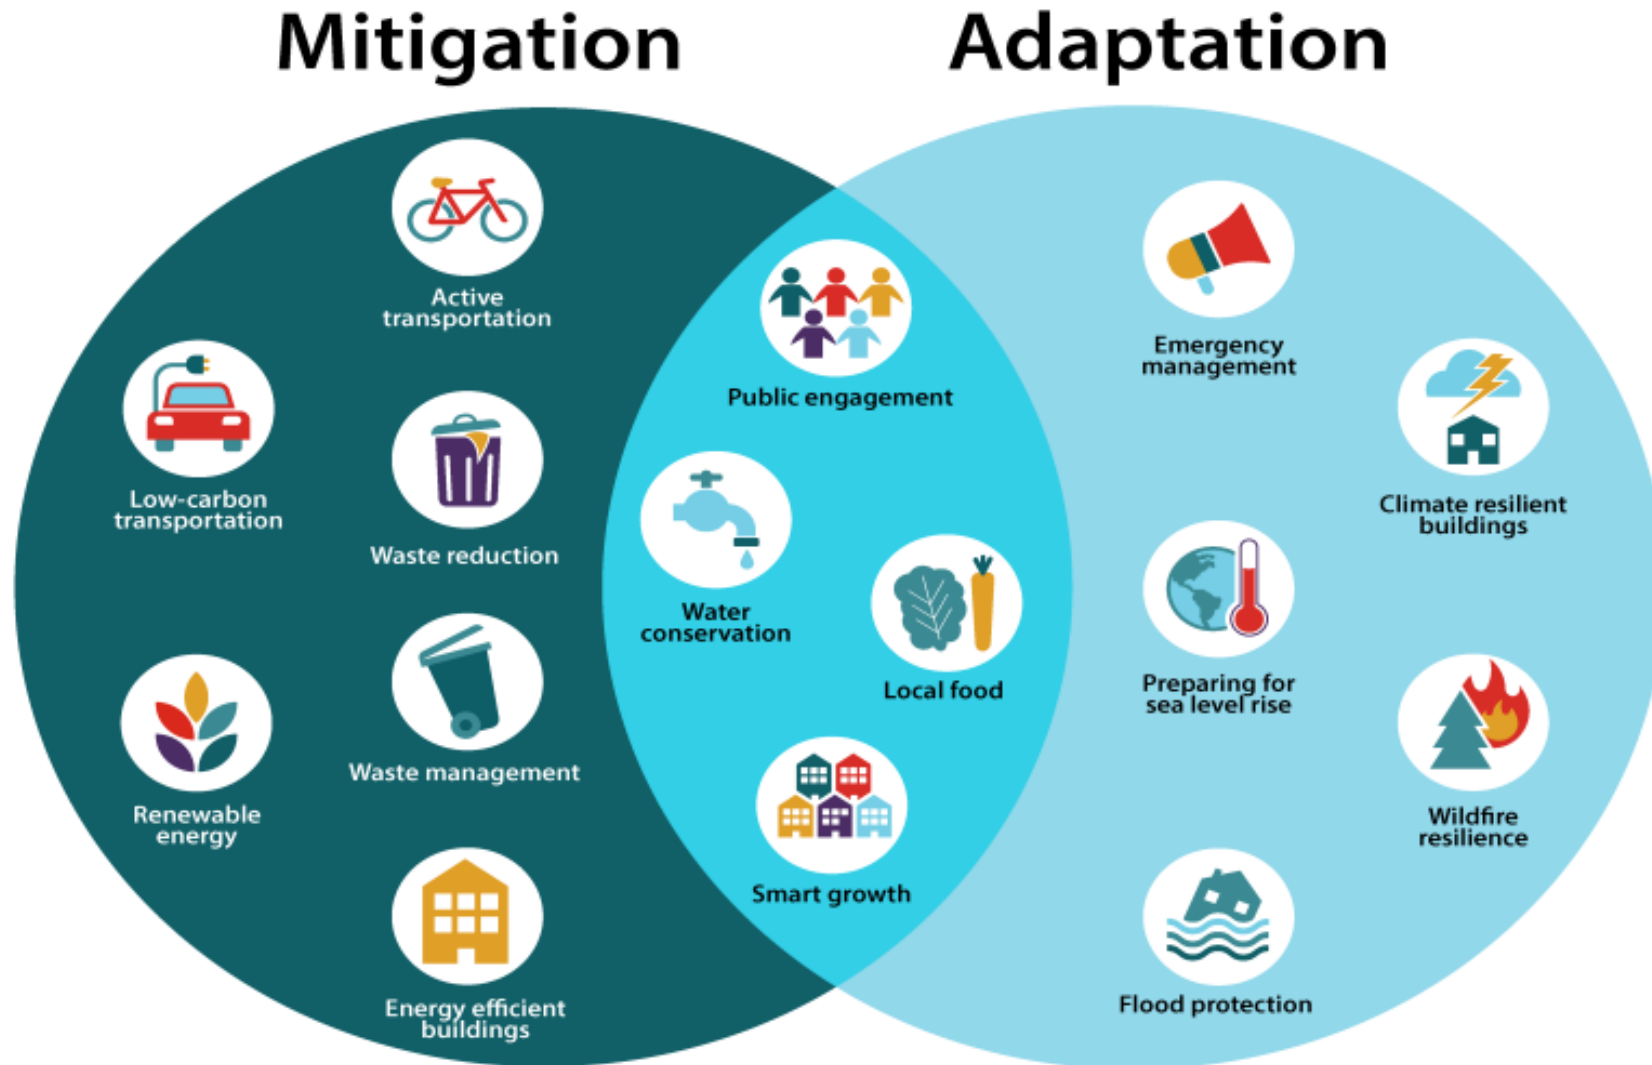 Mitigation
Adaptation
Active
transportation
Low-carbon
transportation
Waste reduction
Waste management
Renewable
energy
Energy efficient
buildings
Public engagement
Water
conservation
Local food
Smart growth
Emergency
management
Climate resilient
buildings
Preparing for
sea level rise
Wildfire
resilience
Flood protection